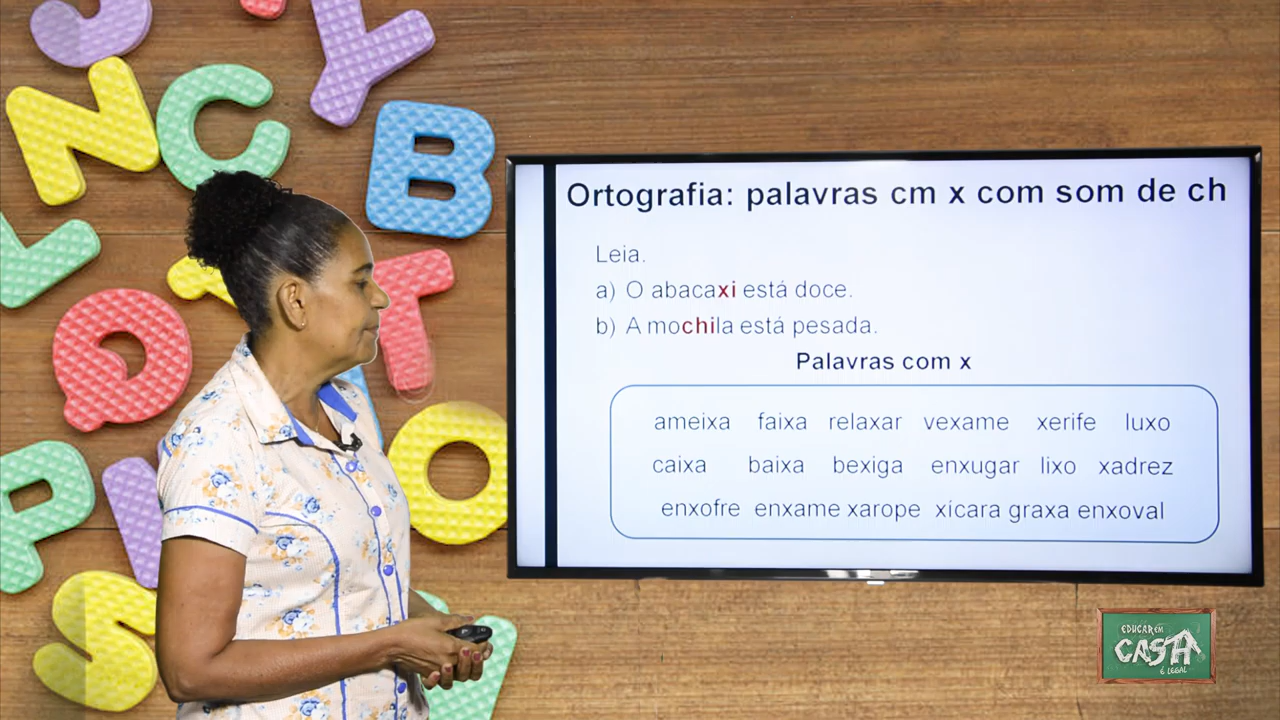 Ortografia: palavras cm x com som de ch
Leia.
a) O abacaxi está doce.
b) A mochila está pesada.
Palavras com x
ameixa faixa relaxar vexame xerife luxo
caixa baixa bexiga enxugar lixo xadrez
enxofre enxame xarope xícara graxa enxoval
EDUCAR EM
CASA
É LEGAL
N C Y B
L Q T
P O
S